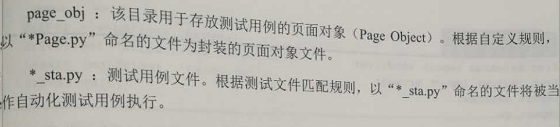 page_obj ：该目录用于存放测试用例的页面对象（Page Object）。根据自定义规则，
以“*Page.py”命名的文件为封装的页面对象文件。
*_sta.py ：测试用例文件。根据测试文件匹配规则，以“*_sta.py”命名的文件将被当
作自动化测试用例执行。